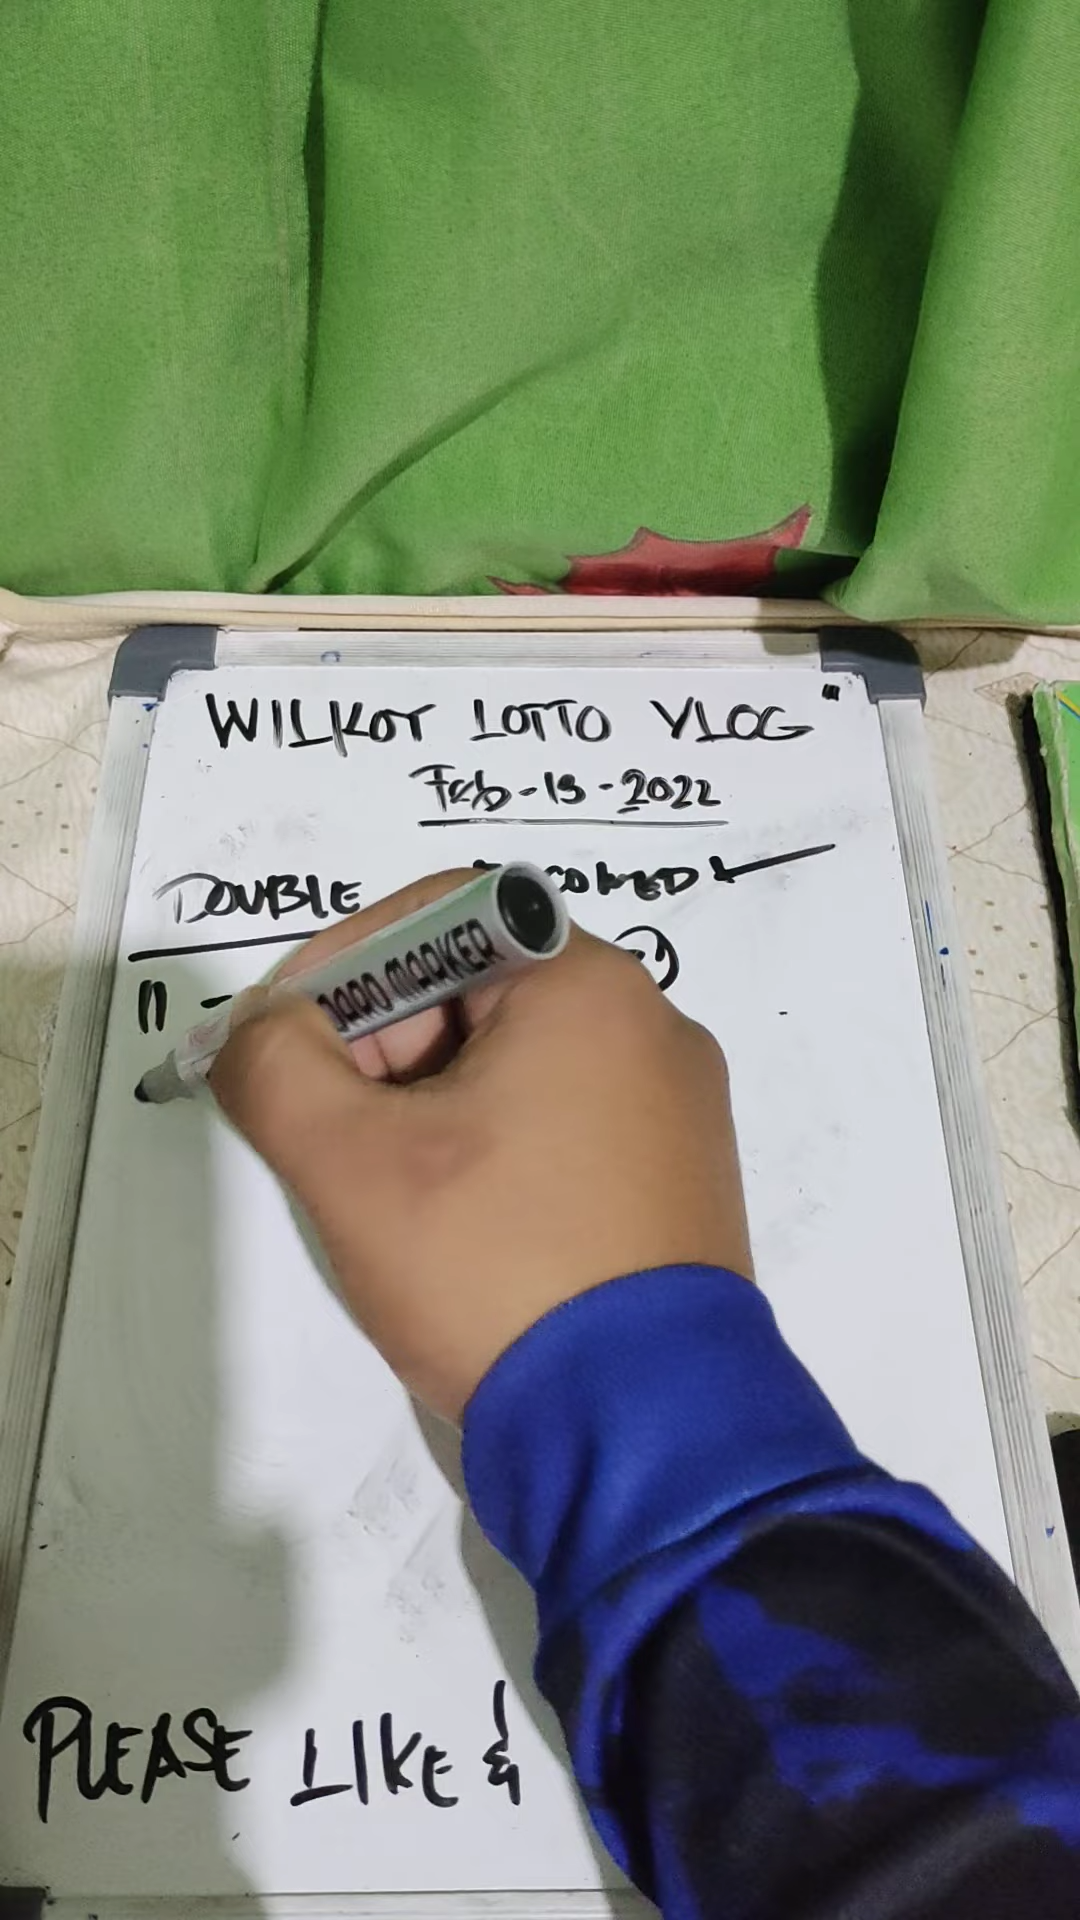 WILKOT LOTTO VLOG"
Feb-13-2022
DOUBLE
11 -
MARKER
PLEASE LIKE &